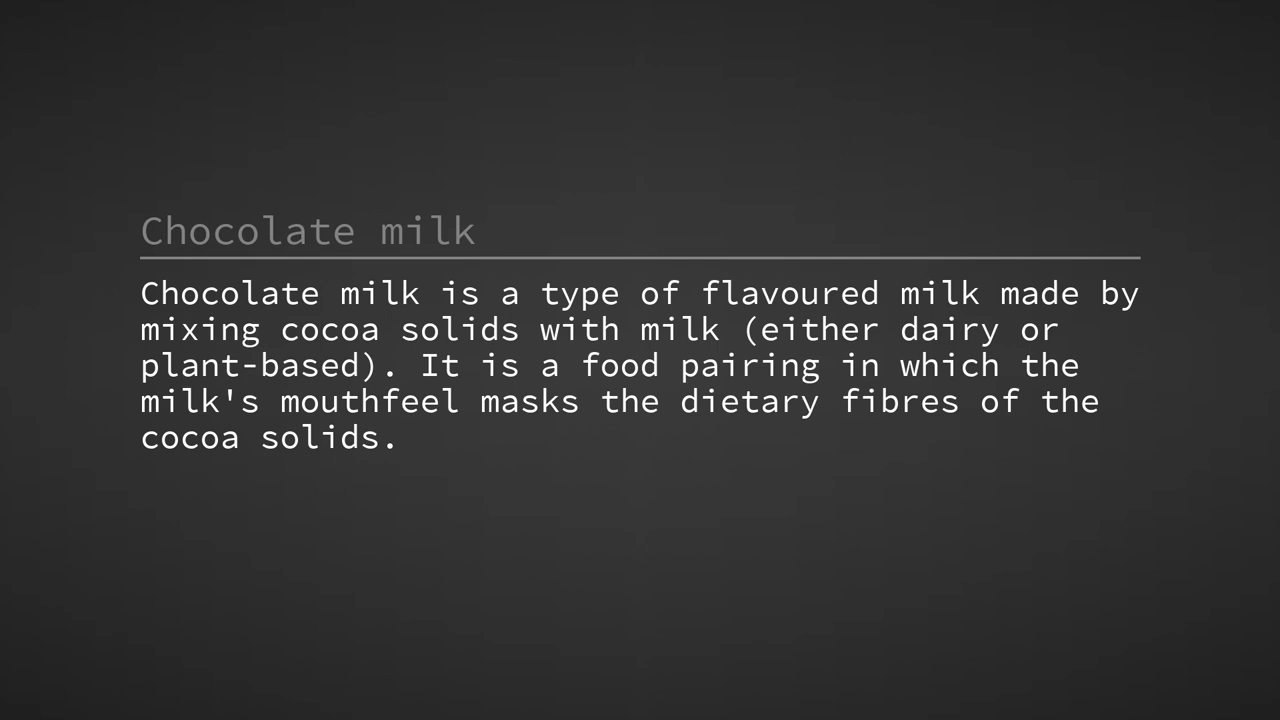 Chocolate milk
Chocolate milk is a type of flavoured milk made by
mixing cocoa solids with milk (either dairy or
plant-based). It is a food pairing in which the
milk's mouthfeel masks the dietary fibres of the
cocoa solids.